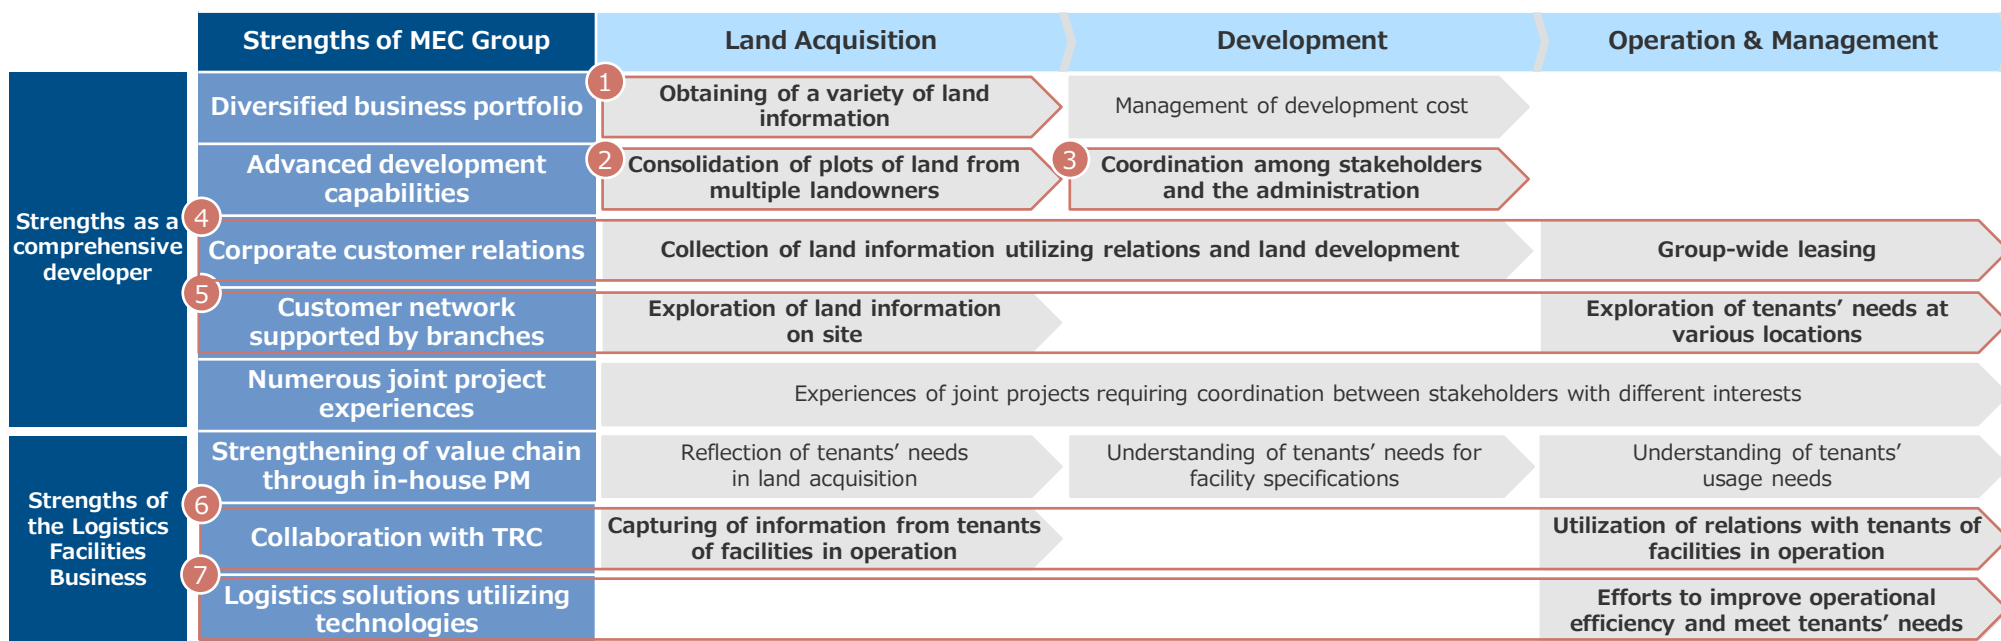 Strengths of MEC Group
Land Acquisition
Development
Operation & Management
Strengths as a
comprehensive
developer
1
Diversified business portfolio
Obtaining of a variety of land
information
Management of development cost
Advanced development
capabilities
2
Consolidation of plots of land from
multiple landowners
3
Coordination among stakeholders
and the administration
4
Corporate customer relations
Collection of land information utilizing relations and land development
Group-wide leasing
5
Customer network
supported by branches
Exploration of land information
on site
Exploration of tenants’ needs at
various locations
Numerous joint project
experiences
Experiences of joint projects requiring coordination between stakeholders with different interests
Strengths of
the Logistics
Facilities
Business
Strengthening of value chain
through in-house PM
Reflection of tenants’ needs
in land acquisition
Understanding of tenants’ needs for
facility specifications
Understanding of tenants’
usage needs
6
Collaboration with TRC
Capturing of information from tenants
of facilities in operation
Utilization of relations with tenants of
facilities in operation
7
Logistics solutions utilizing
technologies
Efforts to improve operational
efficiency and meet tenants’ needs